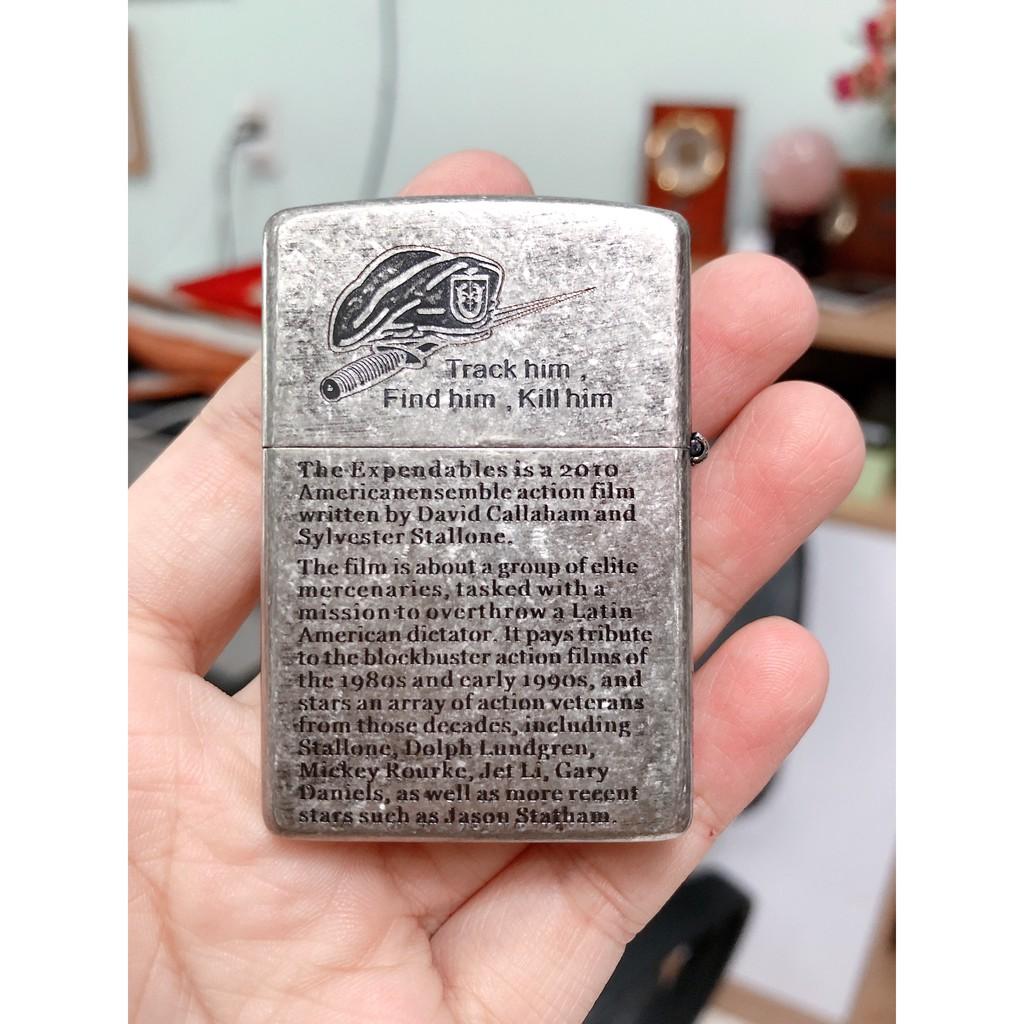 Track him ,
Find him , Kill him
The Expendables is a 2010
Americanensemble action film
written by David Callaham and
Sylvester Stallone.
The film is about a group of elite
mercenaries, tasked with a
mission to overthrow a Latin
American dictator. It pays tribute
to the blockbuster action films of
the 1980s and early 1990s, and
stars an array of action veterans
from those decades, including
Stallone, Dolph Lundgren,
Mickey Rourke, Jet Li, Gary
Daniels, as well as more recent
stars such as Jason Statham.